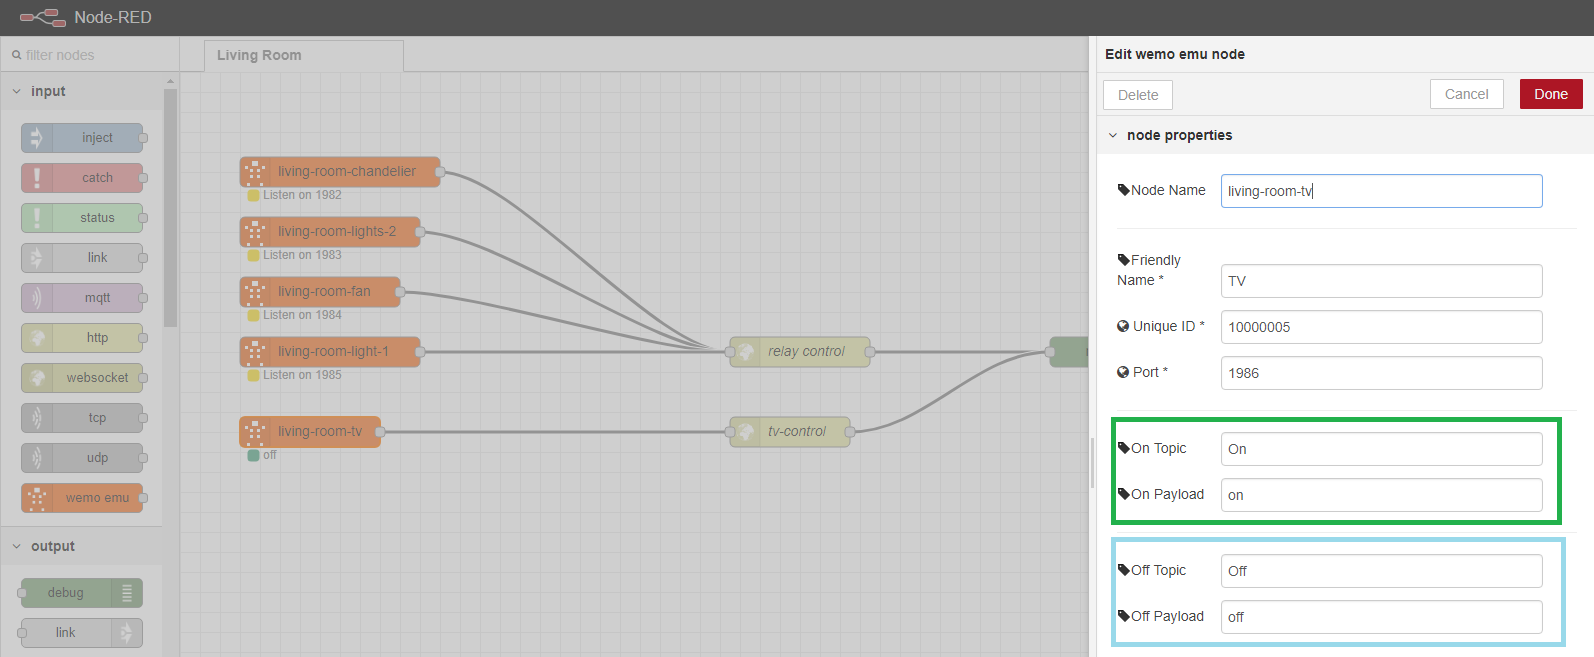 Node-RED
filter nodes
Living Room
input
inject
catch
status
link
mqtt
http
websocket
tcp
udp
wemo emu
output
debug
link
living-room-chandelier
Listen on 1982
living-room-lights-2
Listen on 1983
living-room-fan
Listen on 1984
living-room-light-1
Listen on 1985
living-room-tv
off
relay control
tv-control
Edit wemo emu node
Delete
Cancel
Done
node properties
Node Name living-room-tv
Friendly
Name * TV
Unique ID * 10000005
Port * 1986
On Topic On
On Payload on
Off Topic Off
Off Payload off